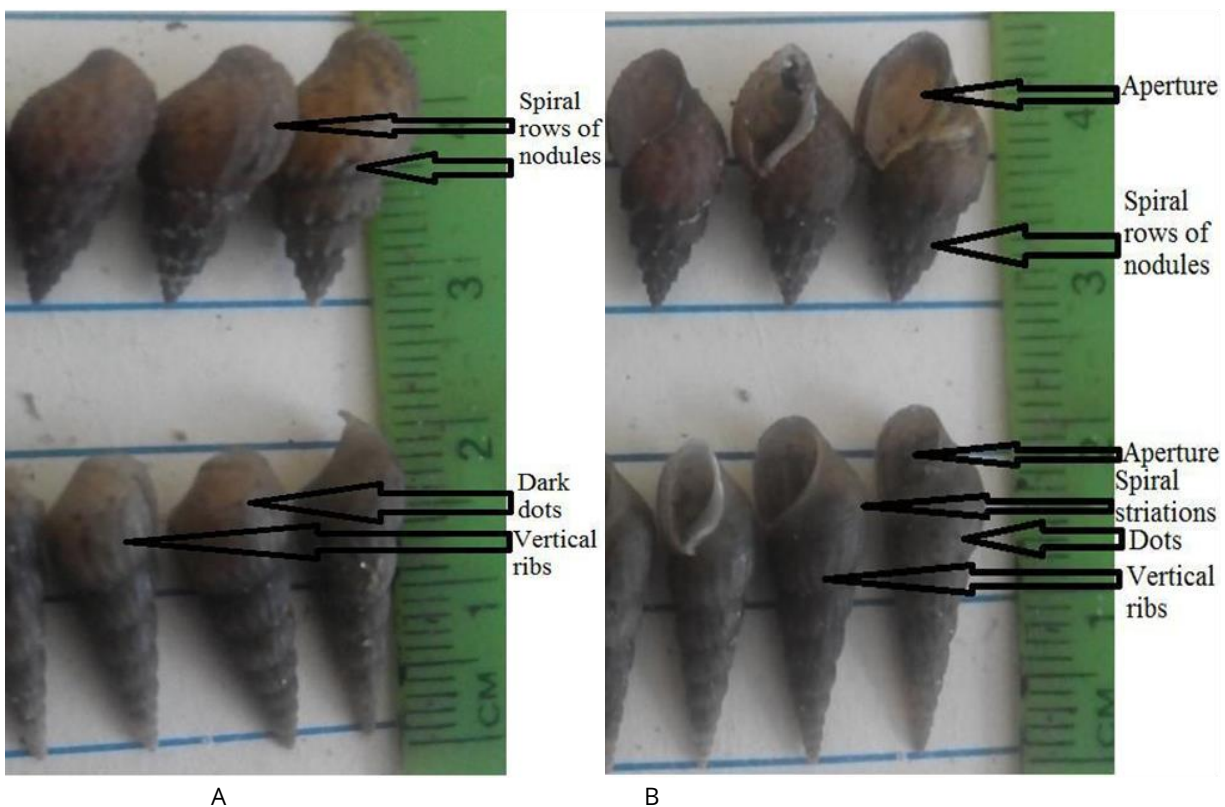 Spiral
rows of
nodules
4
3
2
Dark
dots
Vertical
ribs
1
CM
A
Aperture
4
Spiral
rows of
nodules
3
Aperture
Spiral
striations
Dots
Vertical
ribs
1
CM
B